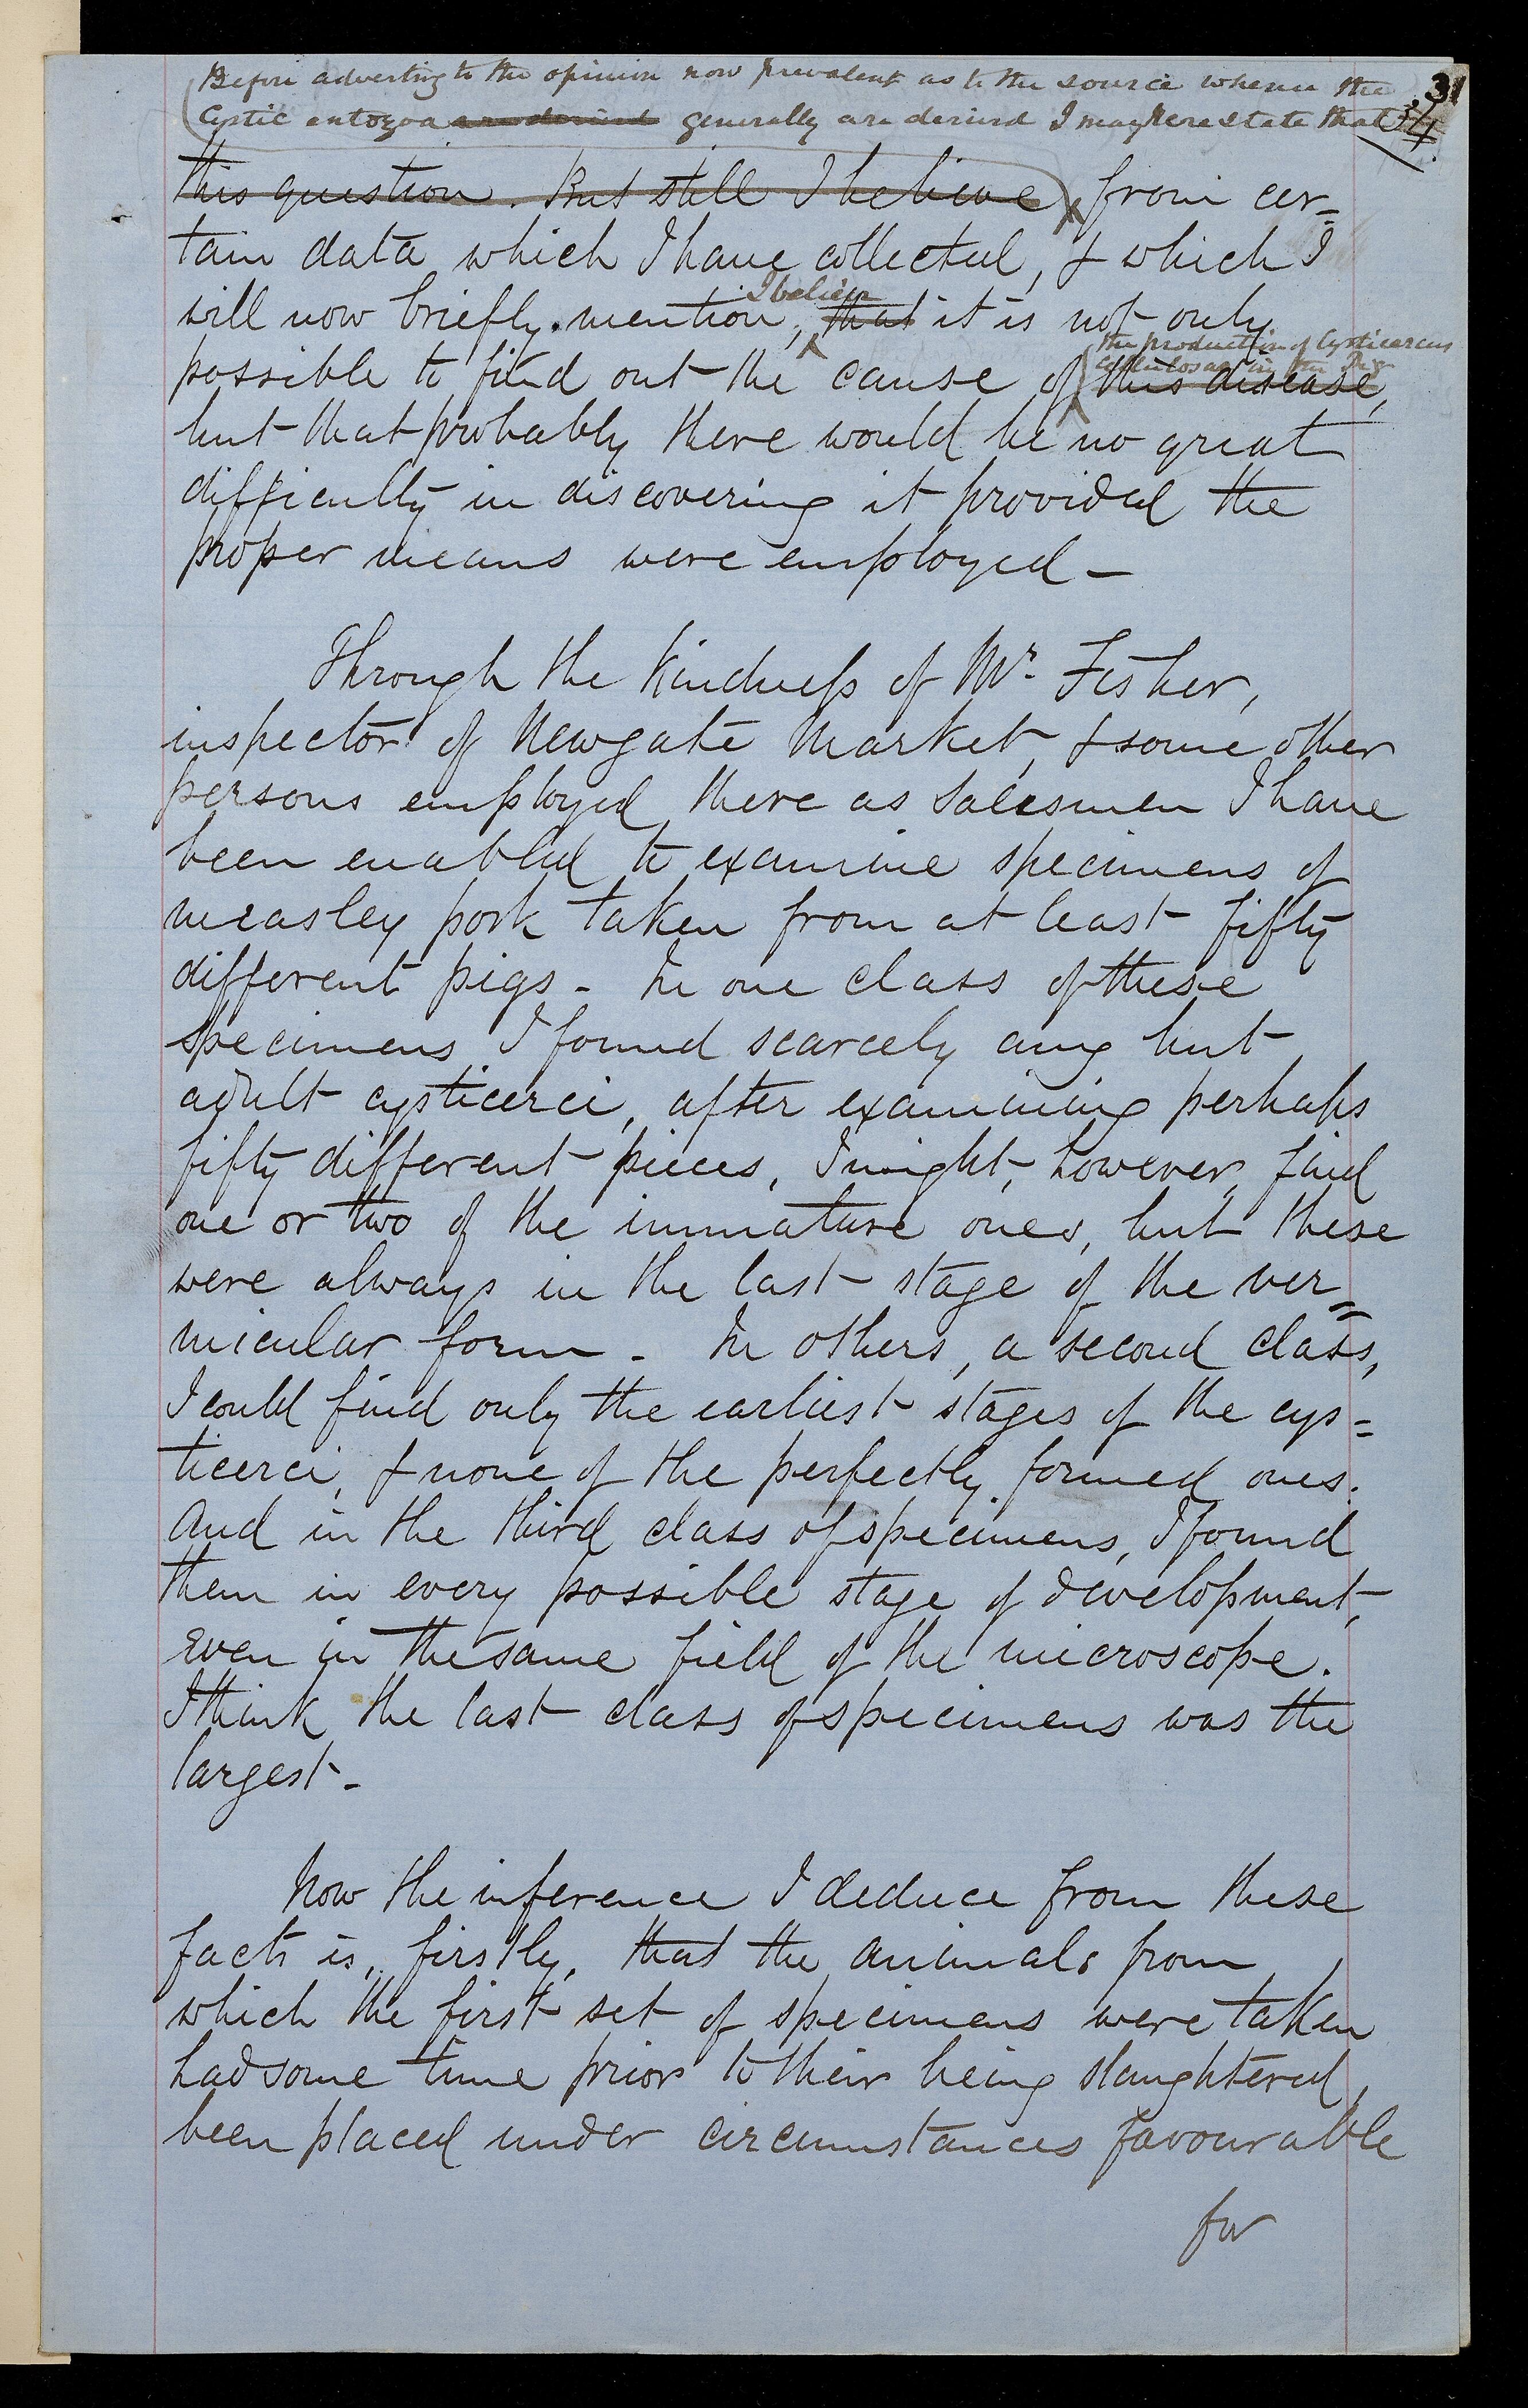 Before adverting to the opinion now prevalent as to the source whence the
Cystic entozoa are derived generally are derived I may here state that
31
34
this question. But still I believe, from cer=
tain data which I have collected, & which I
will now briefly mention, I believe that it is not only
possible to find out the cause of the production of Cysticercus
cellulosae in the Pig this disease,
but that probably there would be no great
difficulty in discovering it provided the
proper means were employed -
Through the kindness of Mr. Fisher,
inspector of Newgate Market, & some other
persons employed there as Salesmen I have
been enabled to examine specimens of
measley pork taken from at least fifty
different pigs - In one class of these
specimens I found scarcely any but
adult cysticerci, after examining perhaps
fifty different pieces, I might, however, find
one or two of the immature ones, but these
were always in the last stage of the ver=
micular form - In others, a second class,
I could find only the earliest stages of the cys=
ticerci, & none of the perfectly formed ones.
And in the third class of specimens, I found
them in every possible stage of development,
even in the same field of the microscope.
I think the last class of specimens was the
largest -
Now the inference I deduce from these
facts is, firstly, that the animals from
which the first set of specimens were taken
had some time prior to their being slaughtered,
been placed under circumstances favourable
for